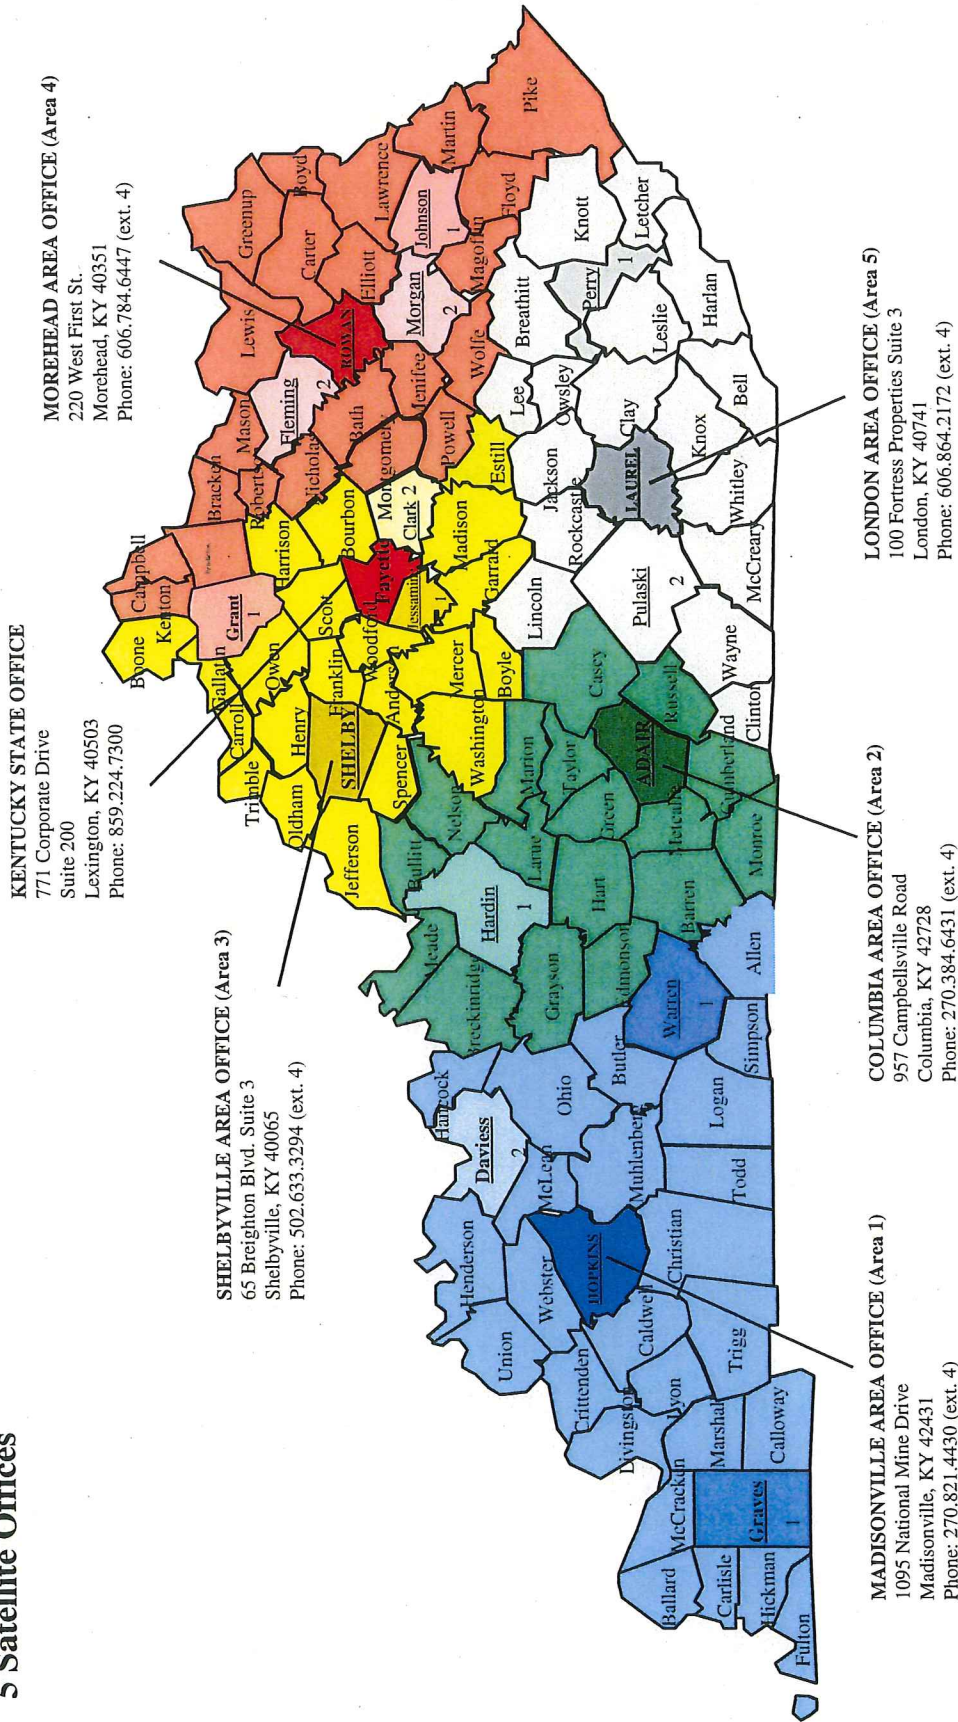 5 Satellite Offices
KENTUCKY STATE OFFICE
771 Corporate Drive
Suite 200
Lexington, KY 40503
Phone: 859.224.7300
MOREHEAD AREA OFFICE (Area 4)
220 West First St.
Morehead, KY 40351
Phone: 606.784.6447 (ext. 4)
SHELBYVILLE AREA OFFICE (Area 3)
65 Breighton Blvd. Suite 3
Shelbyville, KY 40065
Phone: 502.633.3294 (ext. 4)
Boone
Kenton
Campbell
Grant
1
Gallatin
Carroll
Trimble
Owen
Henry
Oldham
Jefferson
SHELBY
Franklin
Scott
Harrison
Bourbon
Woodford
Fayette
Jessamine
1
Clark 2
Anderson
Spencer
Mercer
Washington
Boyle
Garrard
Madison
Estill
Bracken
Mason
Robertson
Nicholas
Fleming
2
Lewis
Greenup
Boyd
Carter
Elliott
Lawrence
ROWAN
Bath
Montgomery
Menifee
Powell
Wolfe
Morgan
2
Johnson
1
Martin
Magoffin
Floyd
Pike
Knott
Letcher
Perry
1
Breathitt
Leslie
Harlan
Lee
Owsley
Clay
Bell
Knox
Jackson
LAUREL
Whitley
Rockcastle
Pulaski
2
McCreary
Lincoln
Wayne
Clinton
Casey
Russell
ADAIR
Cumberland
Taylor
Marion
Green
Metcalfe
Monroe
Nelson
Bullitt
Larue
Hardin
1
Hart
Barren
Meade
Breckinridge
Grayson
Edmonson
Warren
1
Allen
Simpson
Butler
Logan
Hancock
Daviess
2
Ohio
McLean
Muhlenberg
Todd
Henderson
Webster
HOPKINS
Christian
Union
Crittenden
Caldwell
Trigg
Livingston
Lyon
Marshall
Calloway
McCracken
Graves
1
Ballard
Carlisle
Hickman
Fulton
MADISONVILLE AREA OFFICE (Area 1)
1095 National Mine Drive
Madisonville, KY 42431
Phone: 270.821.4430 (ext. 4)
COLUMBIA AREA OFFICE (Area 2)
957 Campbellsville Road
Columbia, KY 42728
Phone: 270.384.6431 (ext. 4)
LONDON AREA OFFICE (Area 5)
100 Fortress Properties Suite 3
London, KY 40741
Phone: 606.864.2172 (ext. 4)